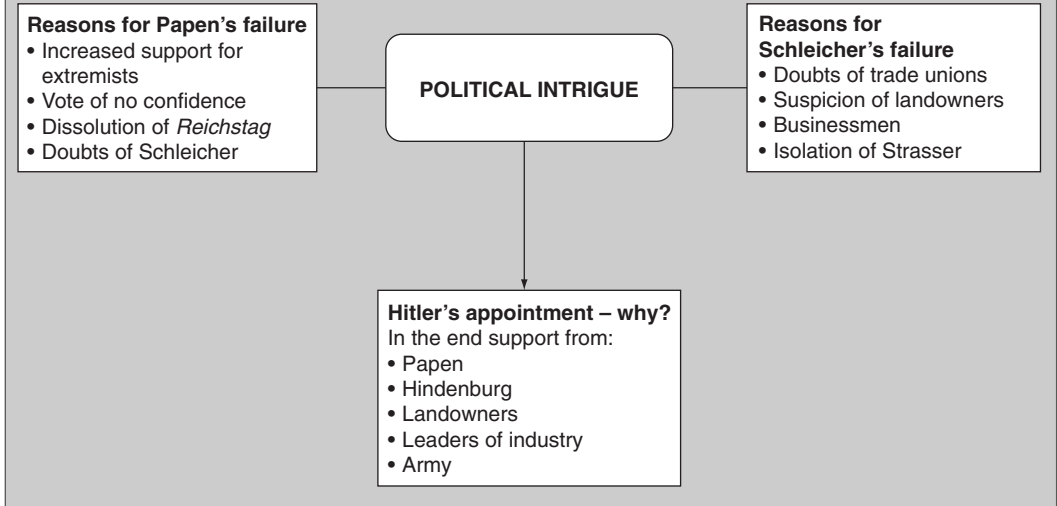 Reasons for Papen's failure
• Increased support for
extremists
• Vote of no confidence
• Dissolution of Reichstag
• Doubts of Schleicher
POLITICAL INTRIGUE
Reasons for
Schleicher's failure
• Doubts of trade unions
• Suspicion of landowners
• Businessmen
• Isolation of Strasser
Hitler's appointment – why?
In the end support from:
• Papen
• Hindenburg
• Landowners
• Leaders of industry
• Army